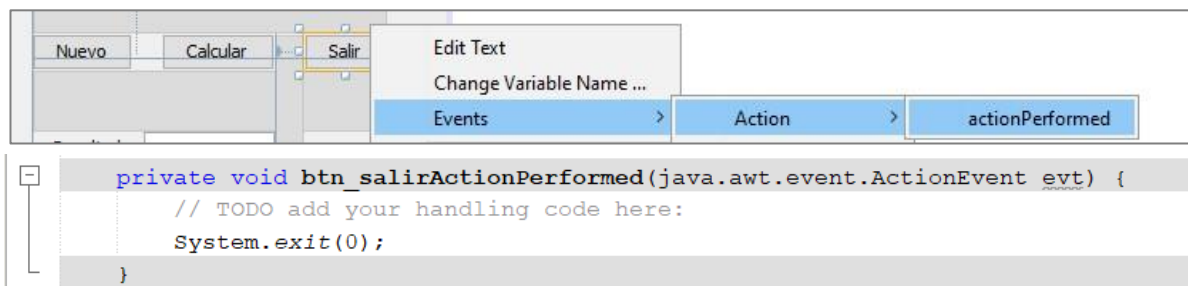 Nuevo Calcular Salir Edit Text
Change Variable Name ...
Events > Action > actionPerformed
private void btn_salirActionPerformed(java.awt.event.ActionEvent evt) {
// TODO add your handling code here:
System.exit(0);
}